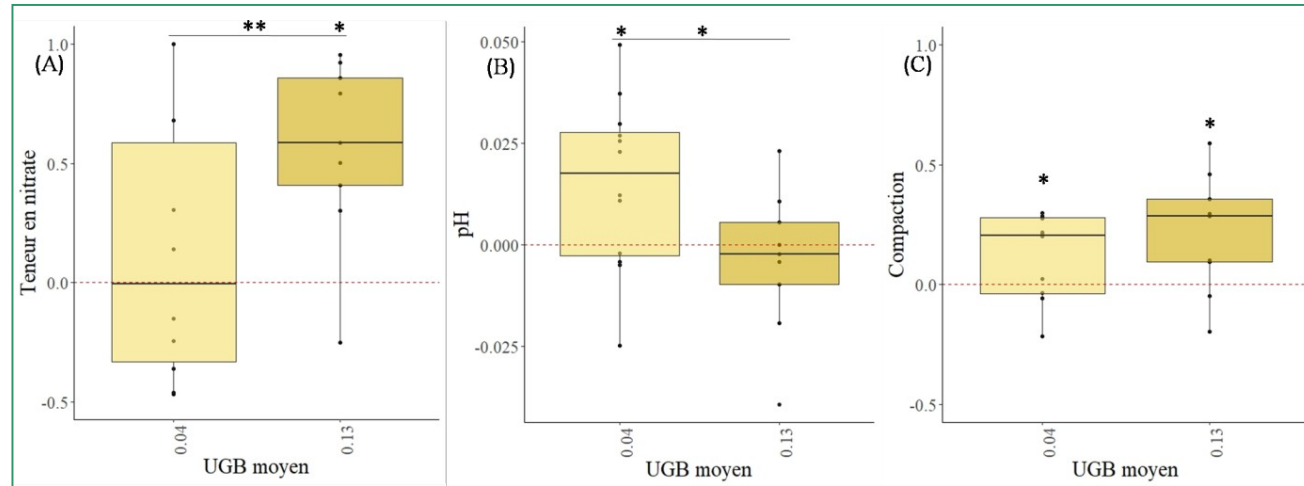 (A)
**
*
1.0
0.5
0.0
-0.5
Teneur en nitrate
0.04
0.13
UGB moyen
(B)
*
*
0.050
0.025
0.000
-0.025
pH
0.04
0.13
UGB moyen
(C)
*
*
1.0
0.5
0.0
-0.5
Compaction
0.04
0.13
UGB moyen